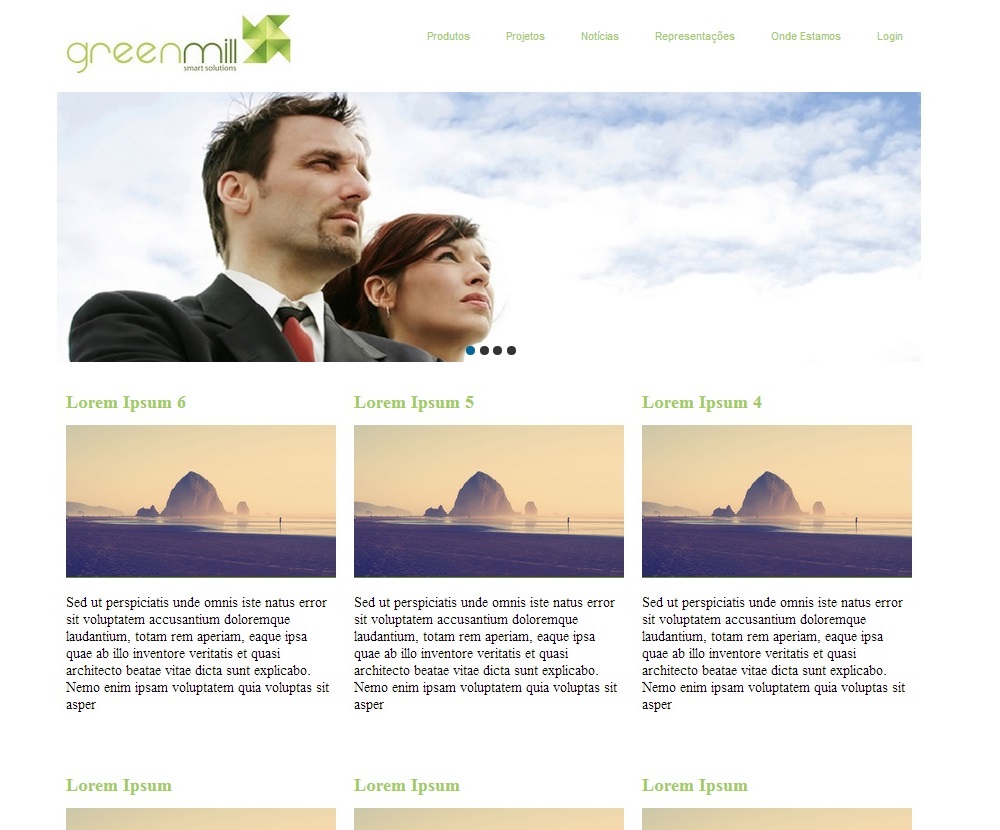 greenmill
smart solutions
Produtos Projetos Notícias Representações Onde Estamos Login
Lorem Ipsum 6
Sed ut perspiciatis unde omnis iste natus error
sit voluptatem accusantium doloremque
laudantium, totam rem aperiam, eaque ipsa
quae ab illo inventore veritatis et quasi
architecto beatae vitae dicta sunt explicabo.
Nemo enim ipsam voluptatem quia voluptas sit
asper
Lorem Ipsum 5
Sed ut perspiciatis unde omnis iste natus error
sit voluptatem accusantium doloremque
laudantium, totam rem aperiam, eaque ipsa
quae ab illo inventore veritatis et quasi
architecto beatae vitae dicta sunt explicabo.
Nemo enim ipsam voluptatem quia voluptas sit
asper
Lorem Ipsum 4
Sed ut perspiciatis unde omnis iste natus error
sit voluptatem accusantium doloremque
laudantium, totam rem aperiam, eaque ipsa
quae ab illo inventore veritatis et quasi
architecto beatae vitae dicta sunt explicabo.
Nemo enim ipsam voluptatem quia voluptas sit
asper
Lorem Ipsum
Lorem Ipsum
Lorem Ipsum